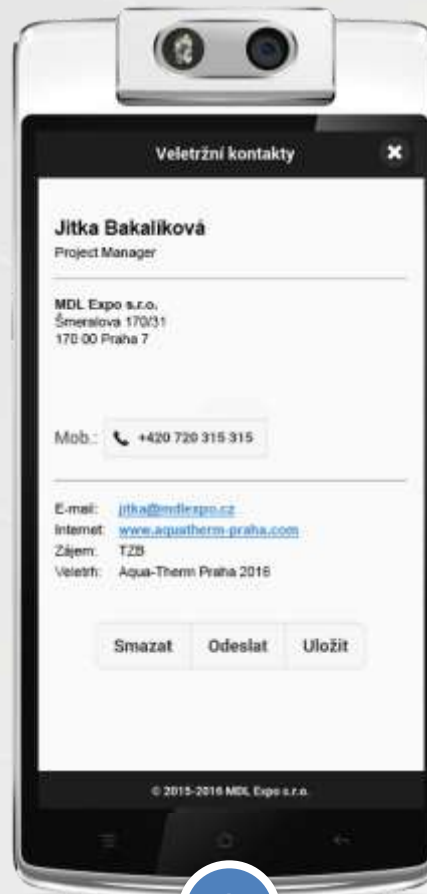 Veletržní kontakty
Jitka Bakalíková
Project Manager
MDL Expo s.r.o.
Šmeralova 170/31
170 00 Praha 7
Mob.: +420 720 315 315
E-mail: jitka@mdlexpo.cz
Internet: www.aquatherm-praha.com
Zájem: TZB
Veletrh: Aqua-Therm Praha 2016
Smazat Odeslat Uložit
© 2015-2016 MDL Expo s.r.o.